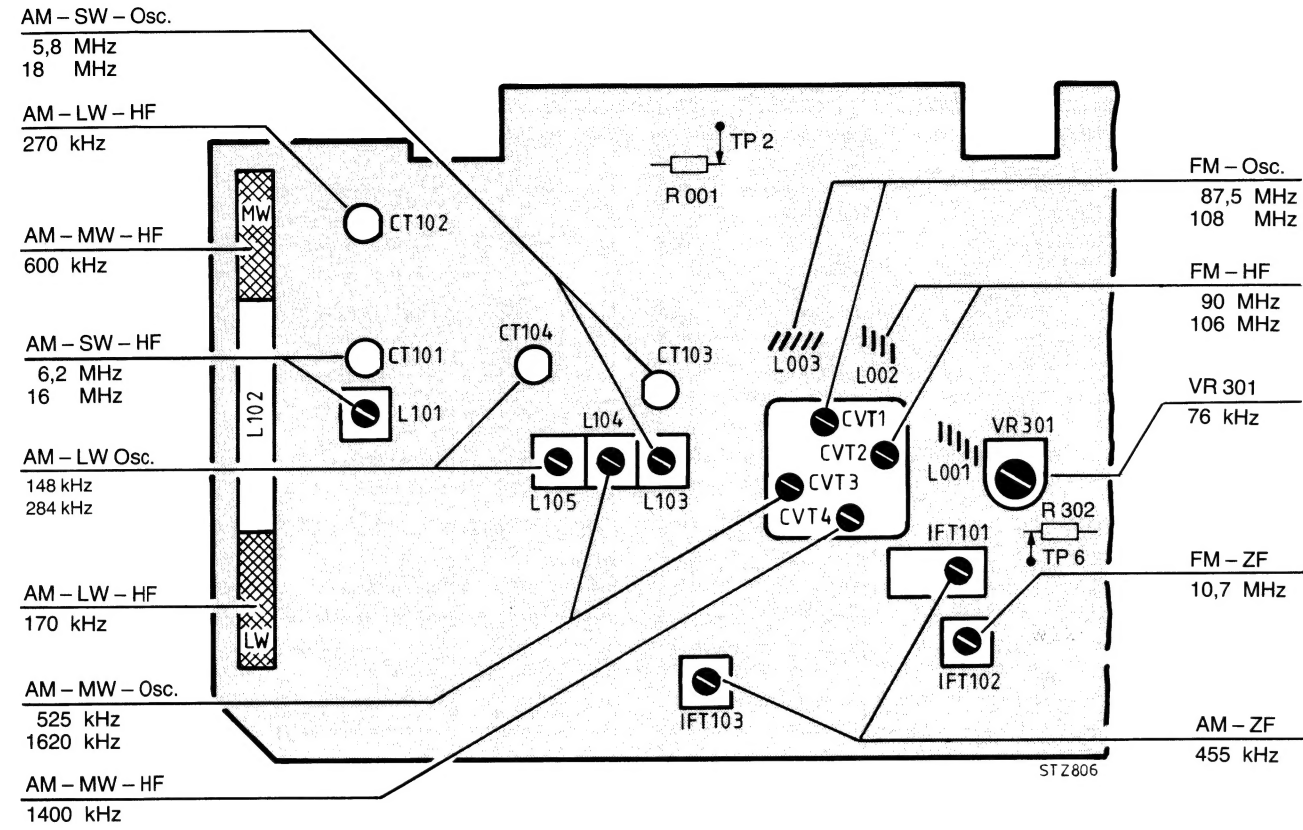 AM – SW – Osc.
5,8 MHz
18 MHz
AM – LW – HF
270 kHz
AM – MW – HF
600 kHz
AM – SW – HF
6,2 MHz
16 MHz
AM – LW Osc.
148 kHz
284 kHz
AM – LW – HF
170 kHz
AM – MW – Osc.
525 kHz
1620 kHz
AM – MW – HF
1400 kHz
MW
L102
LW
CT102
CT101
L101
CT104
CT103
L104
L105
L103
TP 2
R 001
L003
L002
CVT1
CVT2
CVT3
CVT4
L001
VR301
R 302
TP 6
IFT101
IFT102
IFT103
FM – Osc.
87,5 MHz
108 MHz
FM – HF
90 MHz
106 MHz
VR 301
76 kHz
FM – ZF
10,7 MHz
AM – ZF
455 kHz
STZ806